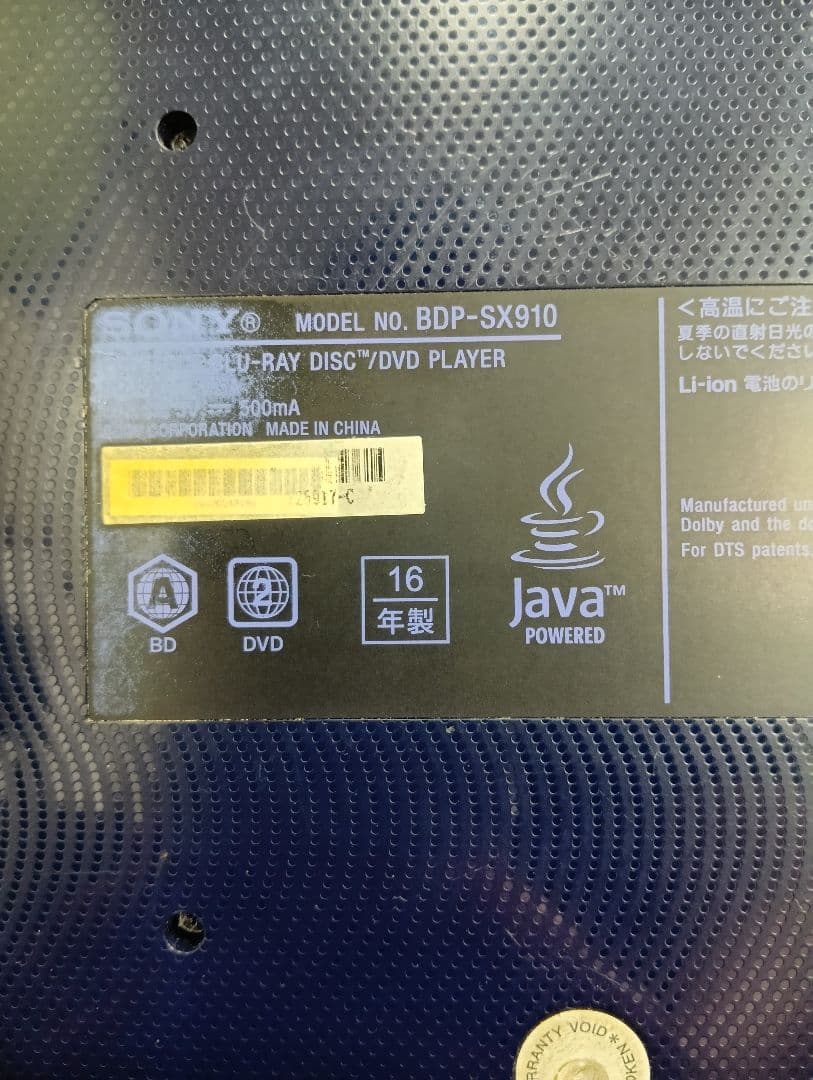 SONY® MODEL NO. BDP-SX910
BLU-RAY DISC™/DVD PLAYER
500mA
CORPORATION MADE IN CHINA
A
BD
2
DVD
16
年製
Java™
POWERED
<高温にご注
夏季の直射日光の
しないでください
Li-ion 電池のリ
Manufactured un
Dolby and the do
For DTS patents,
RRANTY VOID*